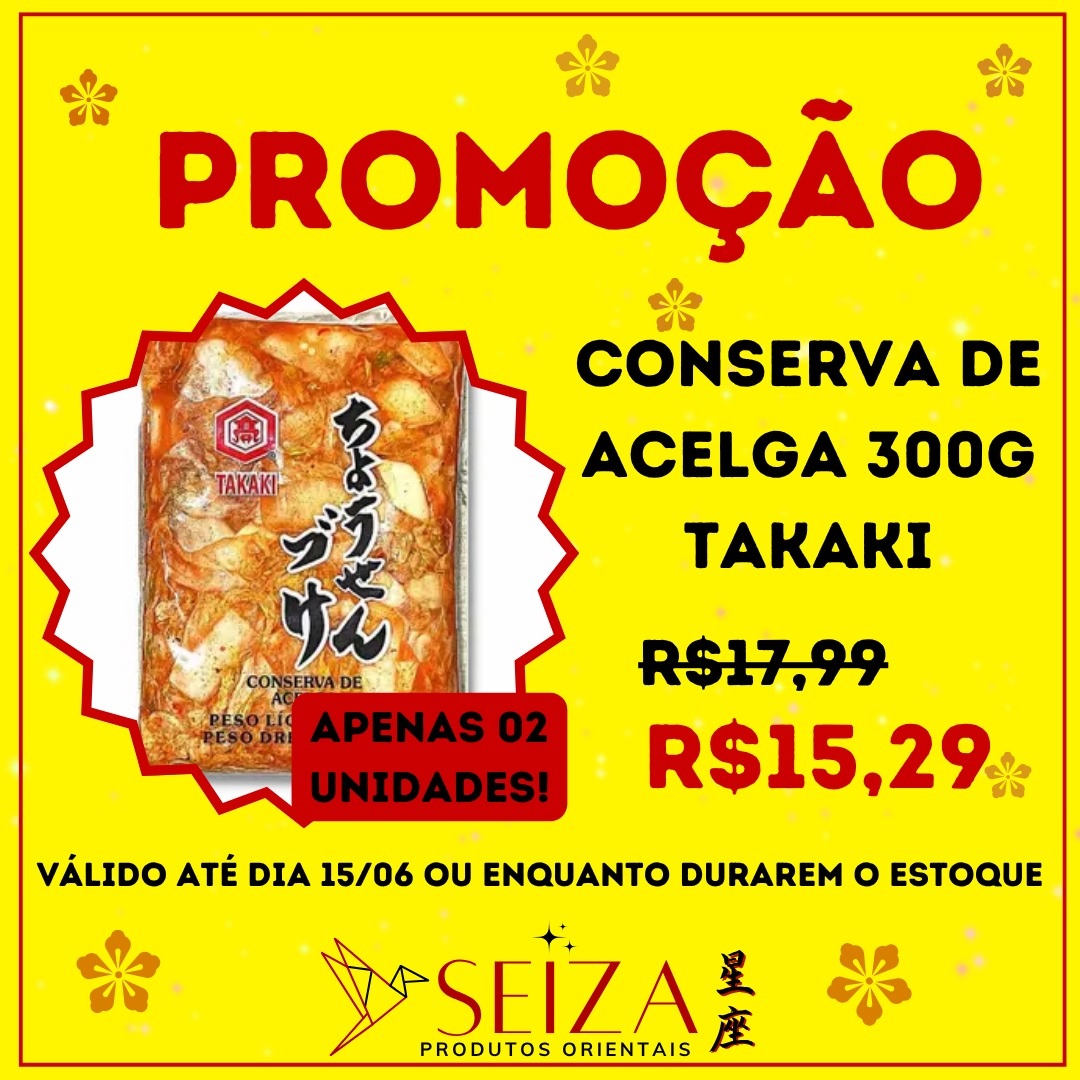 PROMOÇÃO
高
TAKAKI
ちょうせん
づけ
CONSERVA DE
PESO
PESO
APENAS 02
UNIDADES!
CONSERVA DE
ACELGA 300G
TAKAKI
R$17,99
R$15,29
VÁLIDO ATÉ DIA 15/06 OU ENQUANTO DURAREM O ESTOQUE
SEIZA
PRODUTOS ORIENTAIS
星座